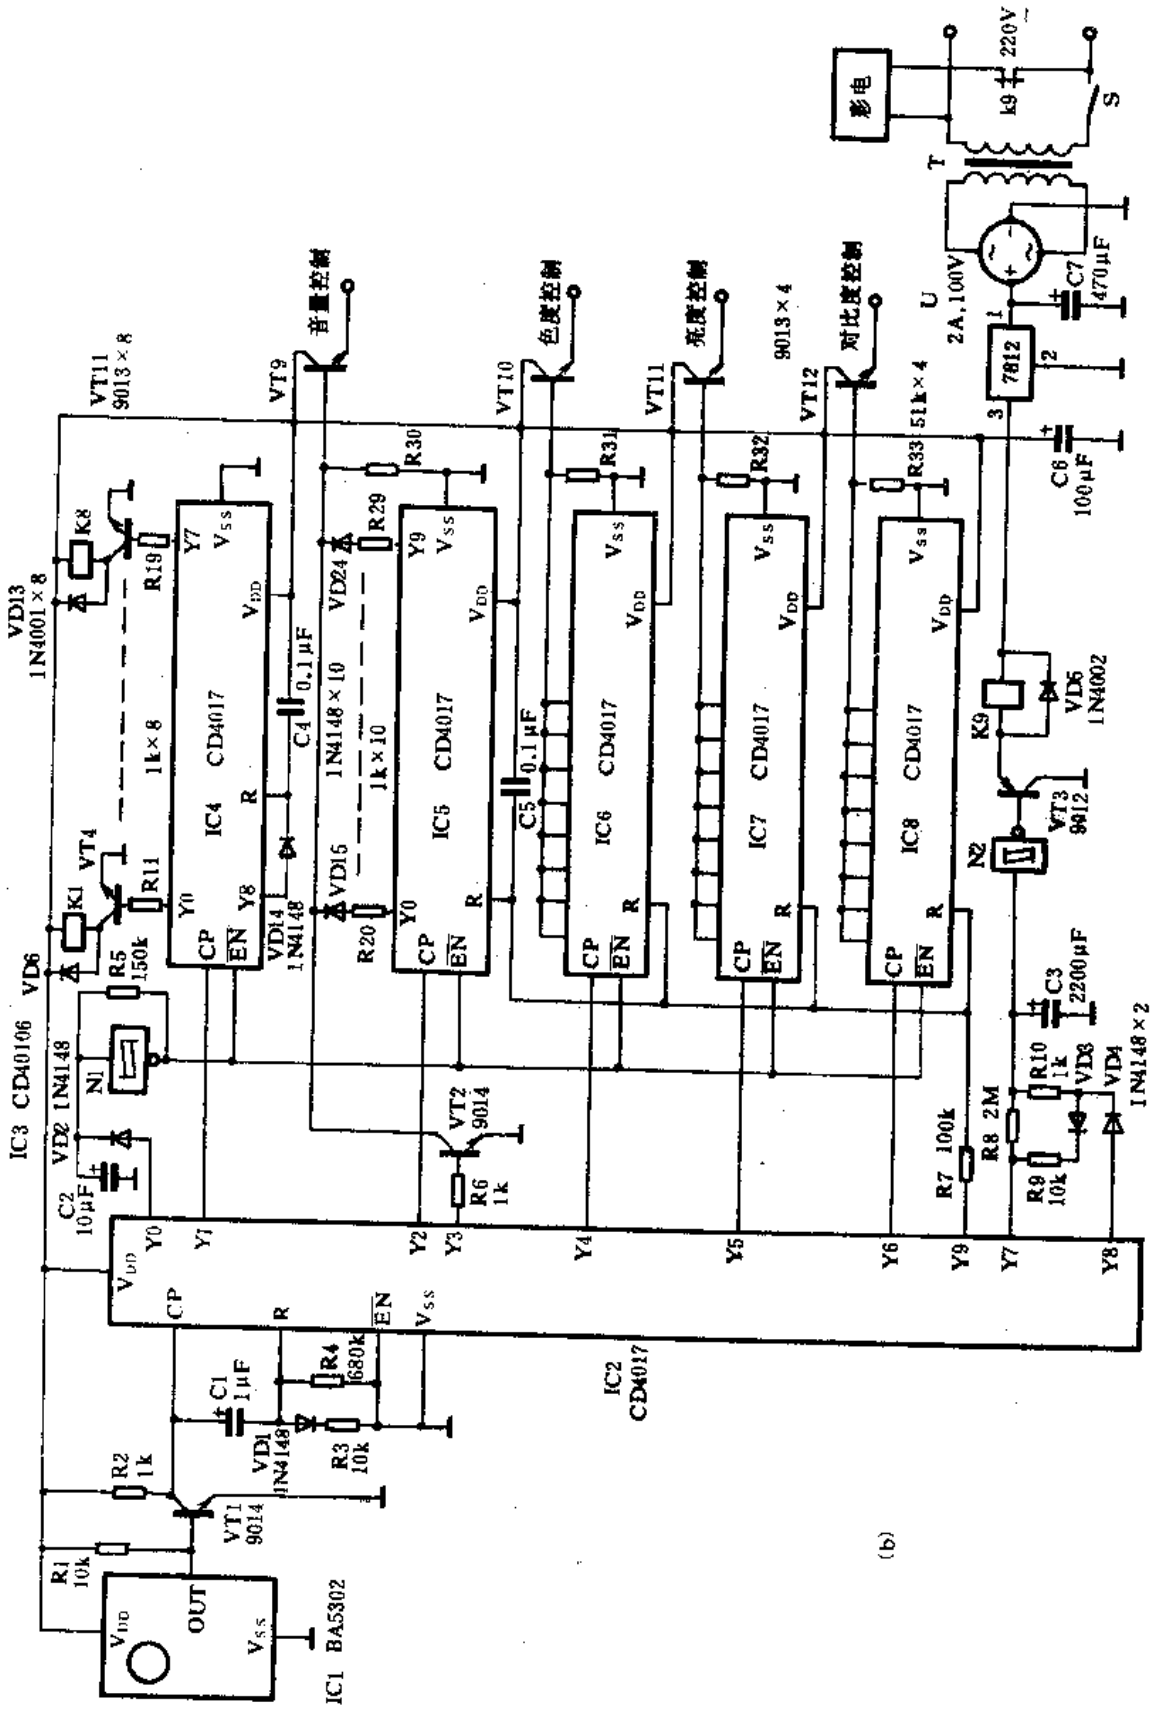 IC1 BA5302
VDD
OUT
VSS
R1
10k
R2
1k
VT1
9014
C1
1μF
VD1
1N4148
R3
10k
R4
680k
VDD
CP
R
EN
VSS
IC2
CD4017
Y0
Y1
Y2
Y3
Y4
Y5
Y6
Y9
Y7
Y8
IC3 CD40106
C2
10μF
VD2 1N4148
N1
R5
150k
VD6
K1
VT4
R11
1k×8
VD13
1N4001×8
K8
VT11
9013×8
R19
Y0
Y7
CP
EN
Y8
R
VDD
VSS
IC4
CD4017
VD14
1N4148
C4
0.1μF
R6
1k
VT2
9014
VD15
R20
1N4148×10
1k×10
VD24
R29
R30
VT9
音量控制
Y0
Y9
CP
EN
R
VDD
VSS
IC5
CD4017
C5
0.1μF
VT10
色度控制
R31
CP
EN
R
VDD
VSS
IC6
CD4017
VT11
亮度控制
R32
CP
EN
R
VDD
VSS
IC7
CD4017
VT12
9013×4
对比度控制
R33
51k×4
CP
EN
R
VDD
VSS
IC8
CD4017
R7 100k
R8 2M
R9
10k
R10
1k
VD3
VD4
1N4148×2
C3
2200μF
N2
VT3
9012
K9
VD5
1N4002
C6
100μF
3
7812
1
2
C7
470μF
U
2A,100V
T
彩电
k9
220V
S
(b)